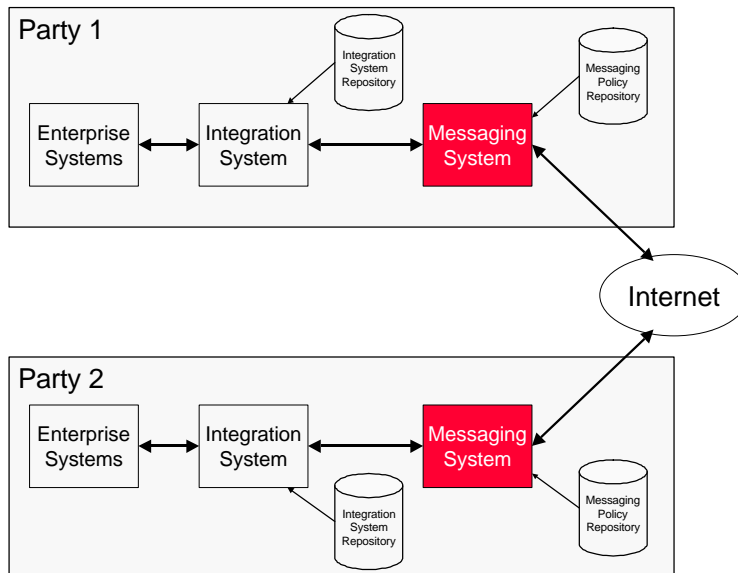 Party 1
Integration
System
Repository
Messaging
Policy
Repository
Enterprise
Systems
Integration
System
Messaging
System
Internet
Party 2
Enterprise
Systems
Integration
System
Messaging
System
Integration
System
Repository
Messaging
Policy
Repository